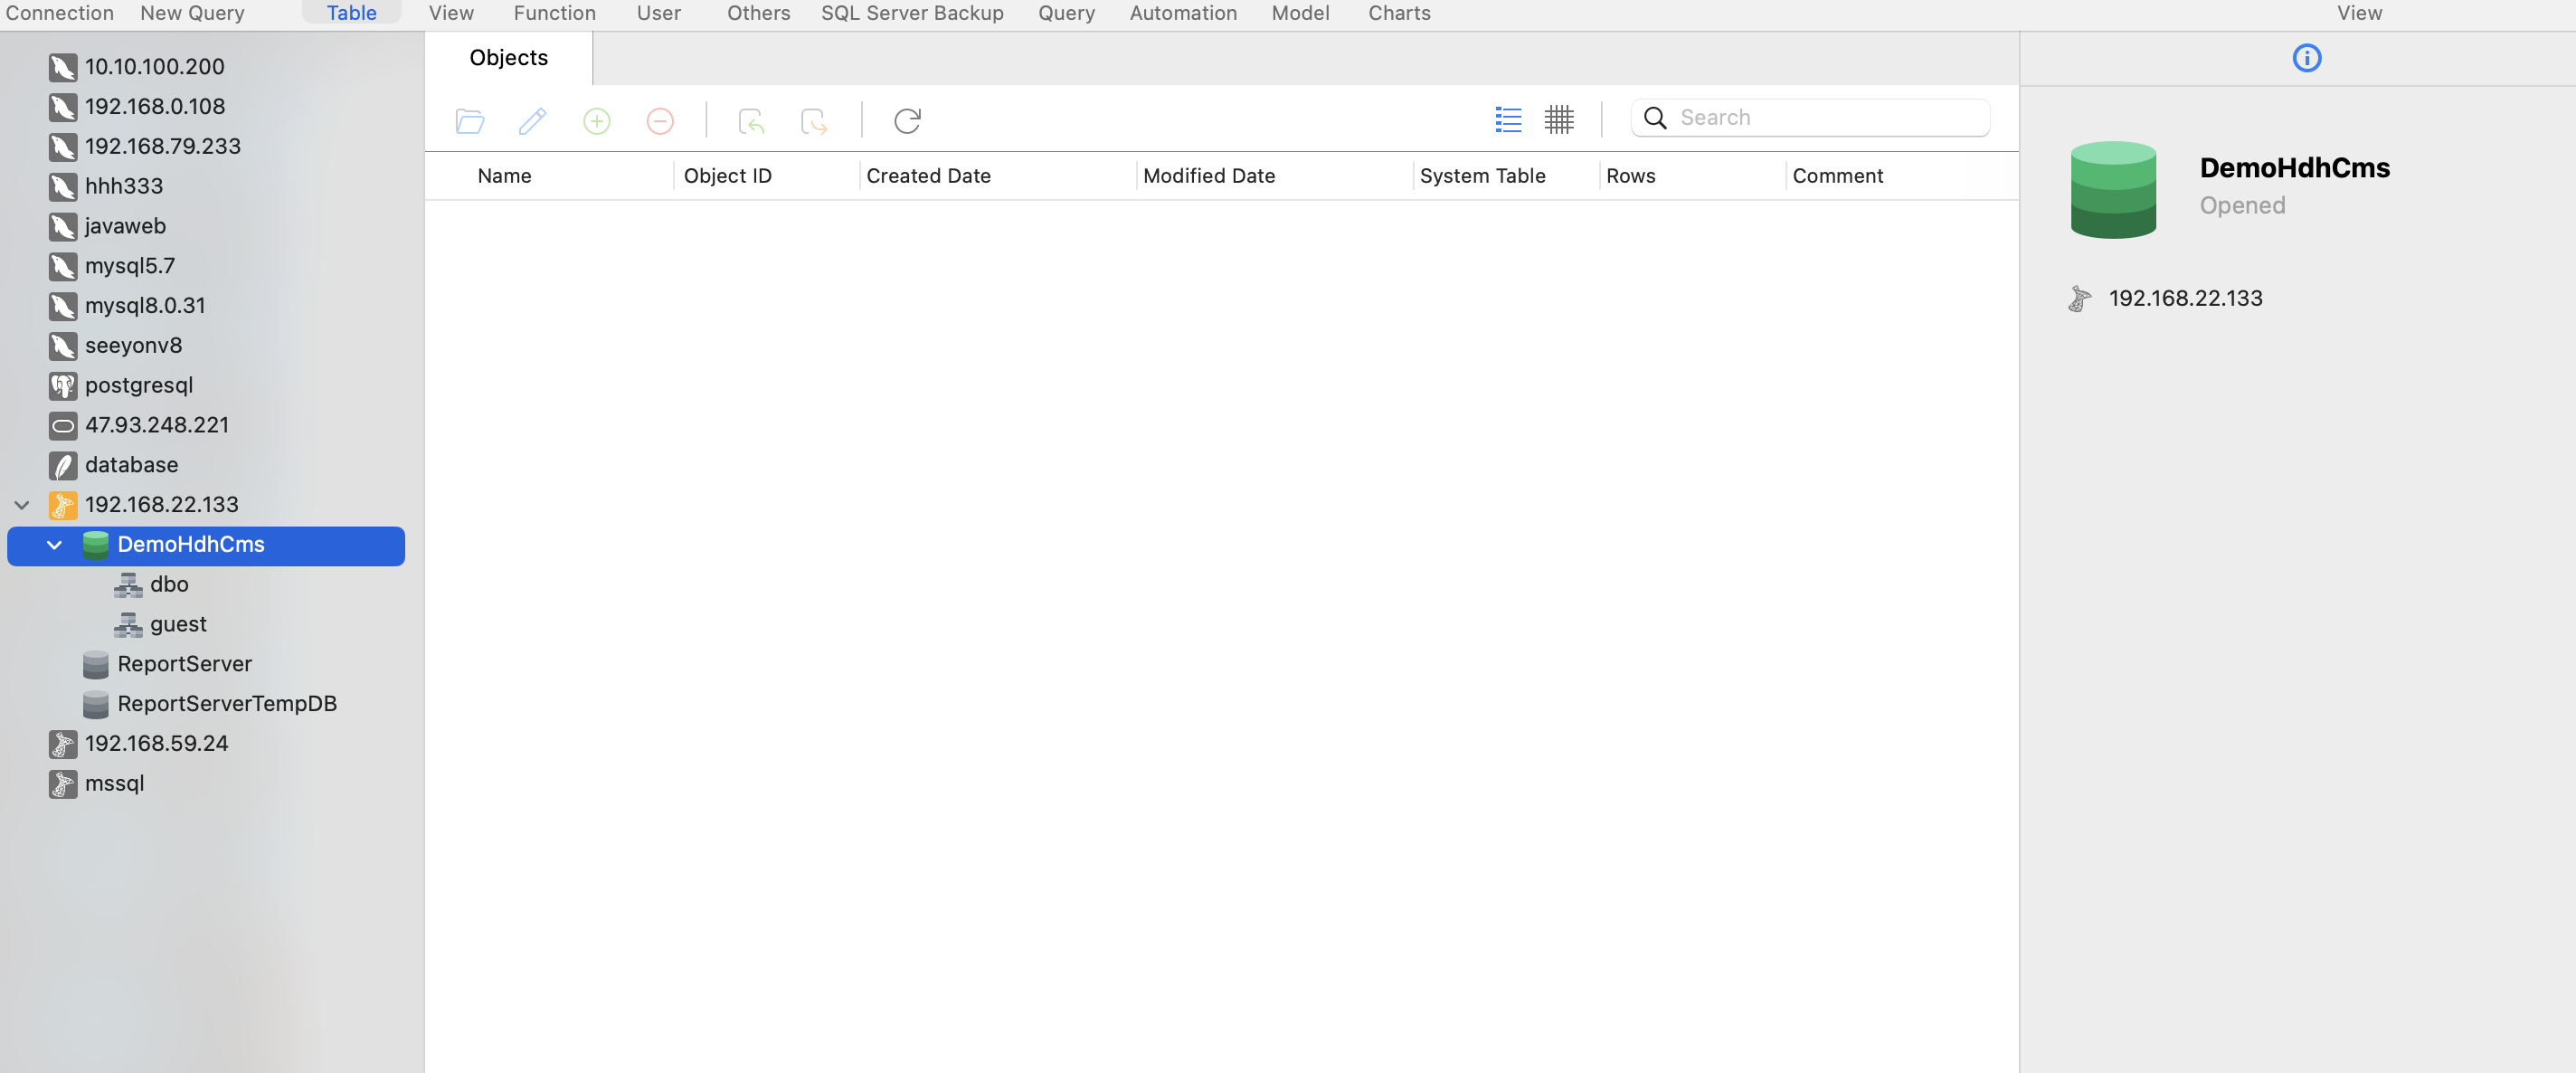 Connection New Query Table View Function User Others SQL Server Backup Query Automation Model Charts View
10.10.100.200
192.168.0.108
192.168.79.233
hhh333
javaweb
mysql5.7
mysql8.0.31
seeyonv8
postgresql
47.93.248.221
database
192.168.22.133
DemoHdhCms
dbo
guest
ReportServer
ReportServerTempDB
192.168.59.24
mssql
Objects
Search
Name Object ID Created Date Modified Date System Table Rows Comment
DemoHdhCms
Opened
192.168.22.133